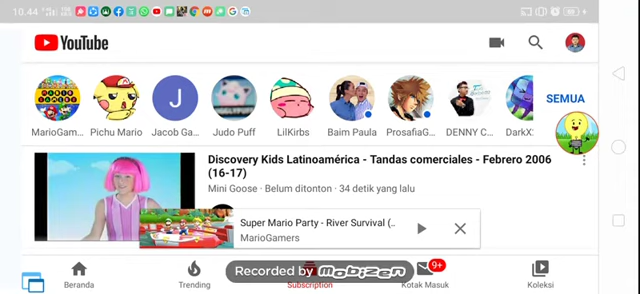 10.44
YouTube
MarioGam...
Pichu Mario
Jacob Ga...
Judo Puff
LilKirbs
Baim Paula
ProsafiaG...
DENNY C...
DarkX
SEMUA
Discovery Kids Latinoamérica - Tandas comerciales - Febrero 2006
(16-17)
Mini Goose · Belum ditonton · 34 detik yang lalu
Super Mario Party - River Survival (..
MarioGamers
9+
Recorded by Mobizen
Beranda
Trending
Subscription
Kotak Masuk
Koleksi